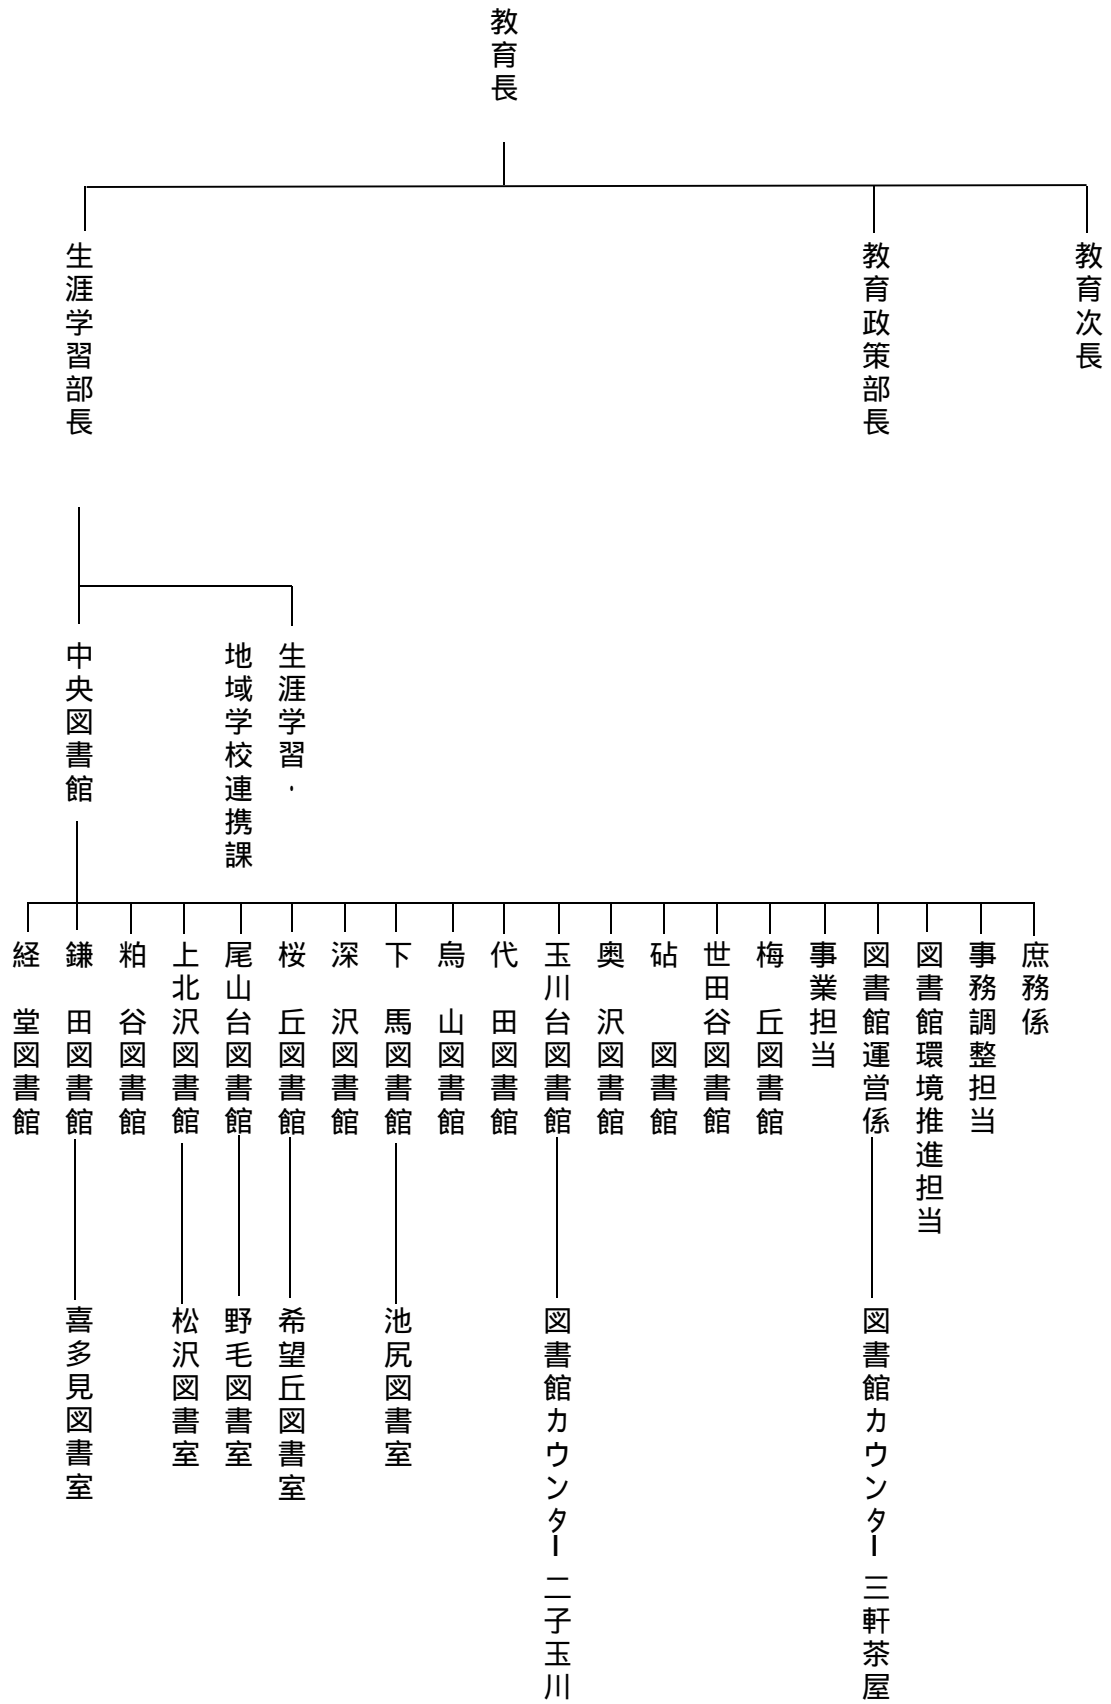 教育長
教育次長
教育政策部長
生涯学習部長
生涯学習・
地域学校連携課
中央図書館
庶務係
事務調整担当
図書館環境推進担当
図書館運営係
事業担当
梅 丘図書館
世田谷図書館
砧 図書館
奥 沢図書館
玉川台図書館
代 田図書館
烏 山図書館
下 馬図書館
深 沢図書館
桜 丘図書館
尾山台図書館
上北沢図書館
粕 谷図書館
鎌 田図書館
経 堂図書館
図書館カウンター三軒茶屋
図書館カウンター二子玉川
池尻図書室
希望丘図書室
野毛図書室
松沢図書室
喜多見図書室